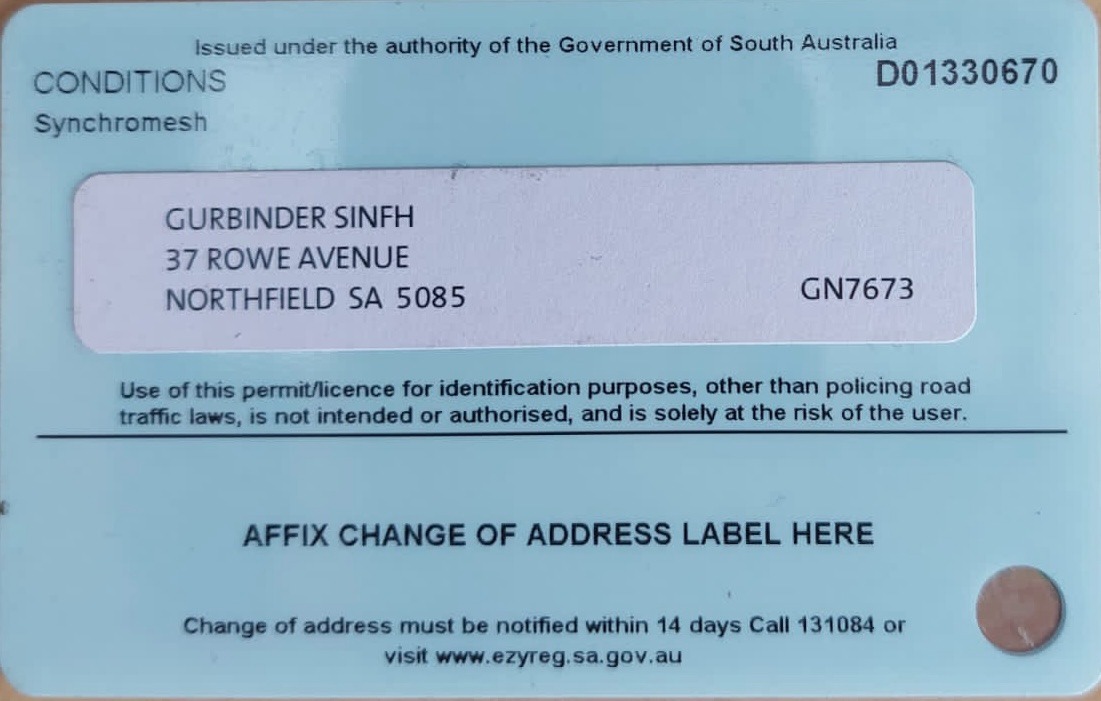 Issued under the authority of the Government of South Australia
CONDITIONS
D01330670
Synchromesh
GURBINDER SINFH
37 ROWE AVENUE
NORTHFIELD SA 5085
GN7673
Use of this permit/licence for identification purposes, other than policing road
traffic laws, is not intended or authorised, and is solely at the risk of the user.
AFFIX CHANGE OF ADDRESS LABEL HERE
Change of address must be notified within 14 days Call 131084 or
visit www.ezyreg.sa.gov.au